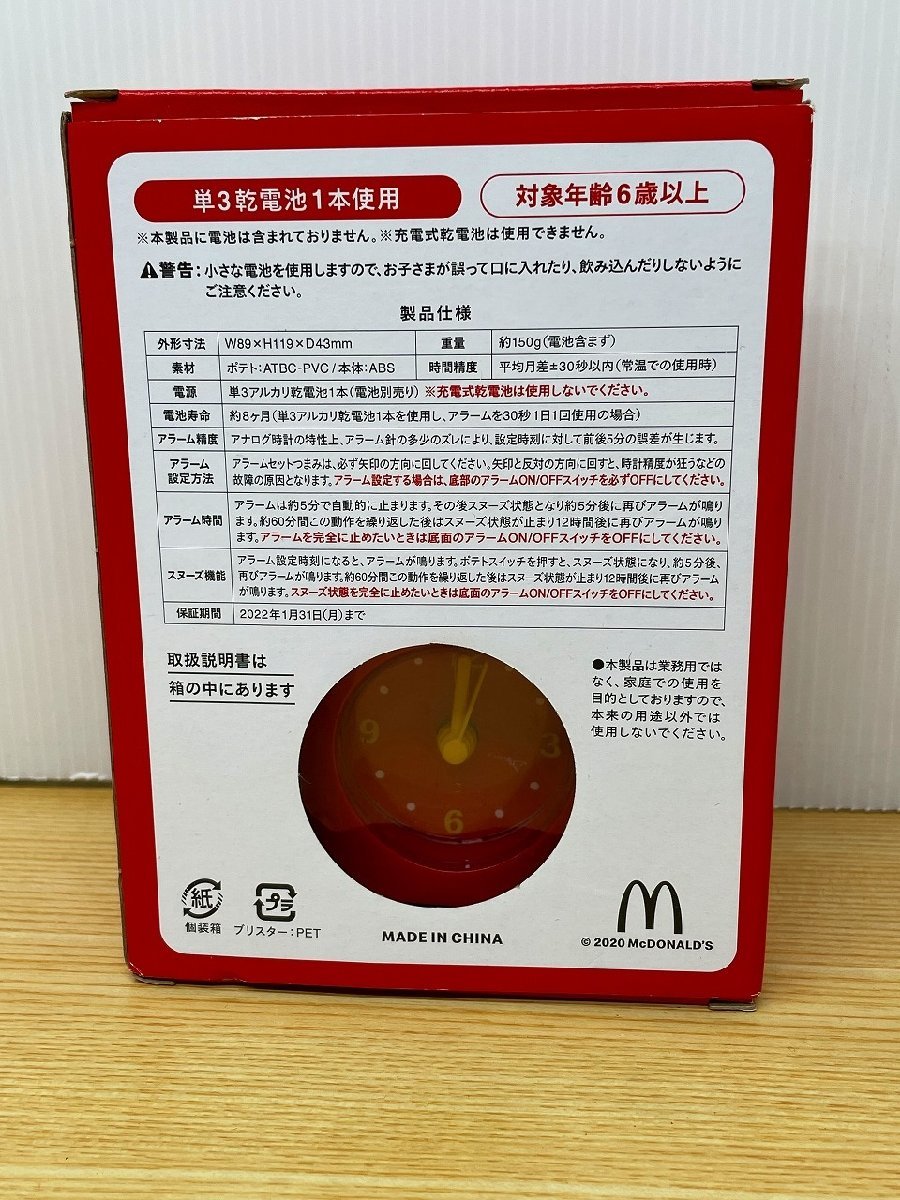 単3乾電池1本使用
対象年齢6歳以上
※本製品に電池は含まれておりません。※充電式乾電池は使用できません。
警告：小さな電池を使用しますので、お子さまが誤って口に入れたり、飲み込んだりしないように
ご注意ください。
製品仕様
外形寸法 W89×H119×D43mm 重量 約150g(電池含まず)
素材 ポテト:ATBC-PVC/本体:ABS 時間精度 平均月差±30秒以内(常温での使用時)
電源 単3アルカリ乾電池1本(電池別売り) ※充電式乾電池は使用しないでください。
電池寿命 約8ヶ月(単3アルカリ乾電池1本を使用し、アラームを30秒1日1回使用の場合)
アラーム精度 アナログ時計の特性上、アラーム針の多少のズレにより、設定時刻に対して前後5分の誤差が生じます。
アラーム
設定方法
アラームセットつまみは、必ず矢印の方向に回してください。矢印と反対の方向に回すと、時計精度が狂うなどの
故障の原因となります。アラーム設定する場合は、底部のアラームON/OFFスイッチを必ずOFFにしてください。
アラーム時間
アラームは約5分で自動的に止まります。その後スヌーズ状態となり約5分後に再びアラームが鳴り
ます。約60分間この動作を繰り返した後はスヌーズ状態が止まり12時間後に再びアラームが鳴り
ます。アラームを完全に止めたいときは底面のアラームON/OFFスイッチをOFFにしてください。
スヌーズ機能
アラーム設定時刻になると、アラームが鳴ります。ポテトスイッチを押すと、スヌーズ状態になり、約5分後、
再びアラームが鳴ります。約60分間この動作を繰り返した後はスヌーズ状態が止まり12時間後に再びアラーム
が鳴ります。スヌーズ状態を完全に止めたいときは底面のアラームON/OFFスイッチをOFFにしてください。
保証期間 2022年1月31日(月)まで
取扱説明書は
箱の中にあります
9
3
6
●本製品は業務用では
なく、家庭での使用を
目的としておりますので、
本来の用途以外では
使用しないでください。
紙
個装箱
プラ
ブリスター:PET
MADE IN CHINA
© 2020 McDONALD'S